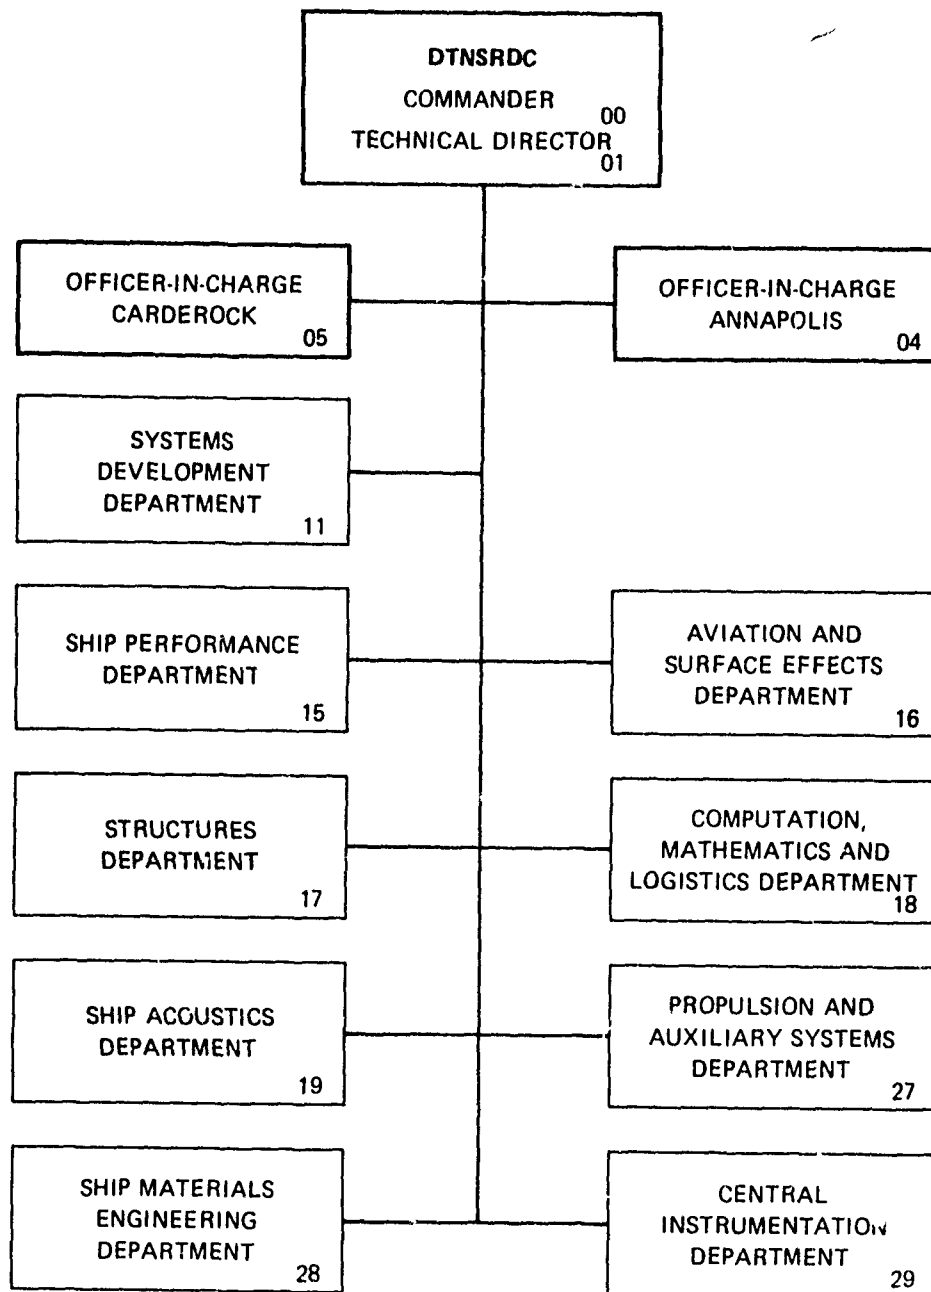 DTNSRDC
COMMANDER
00
TECHNICAL DIRECTOR
01
OFFICER-IN-CHARGE
CARDEROCK
05
OFFICER-IN-CHARGE
ANNAPOLIS
04
SYSTEMS
DEVELOPMENT
DEPARTMENT
11
SHIP PERFORMANCE
DEPARTMENT
15
AVIATION AND
SURFACE EFFECTS
DEPARTMENT
16
STRUCTURES
DEPARTMENT
17
COMPUTATION,
MATHEMATICS AND
LOGISTICS DEPARTMENT
18
SHIP ACOUSTICS
DEPARTMENT
19
PROPULSION AND
AUXILIARY SYSTEMS
DEPARTMENT
27
SHIP MATERIALS
ENGINEERING
DEPARTMENT
28
CENTRAL
INSTRUMENTATION
DEPARTMENT
29